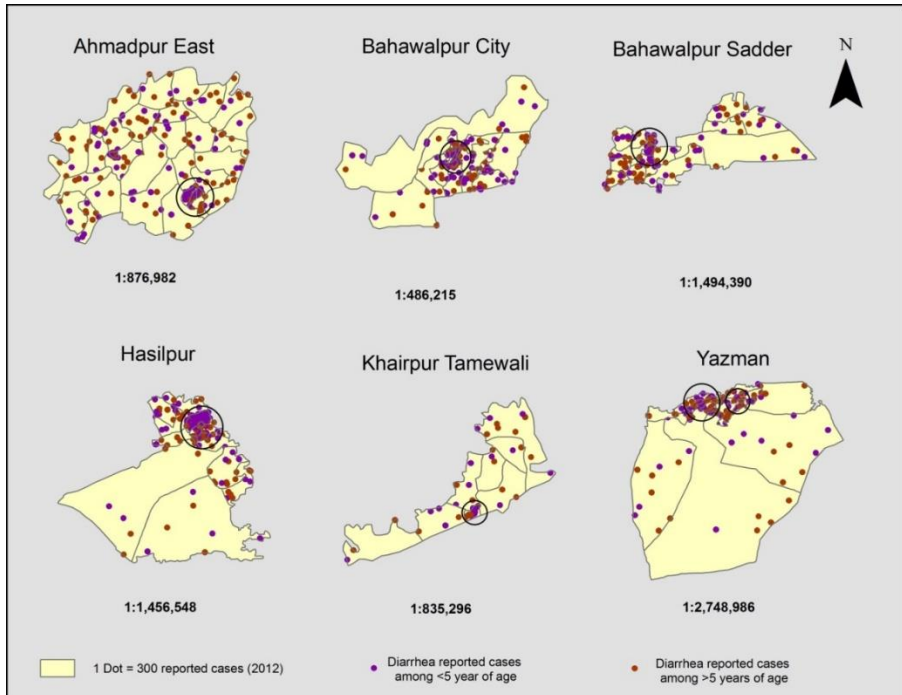 Ahmadpur East
Bahawalpur City
Bahawalpur Sadder
N
1:876,982
1:486,215
1:1,494,390
Hasilpur
Khairpur Tamewali
Yazman
1:1,456,548
1:835,296
1:2,748,986
1 Dot = 300 reported cases (2012)
Diarrhea reported cases
among <5 year of age
Diarrhea reported cases
among >5 years of age